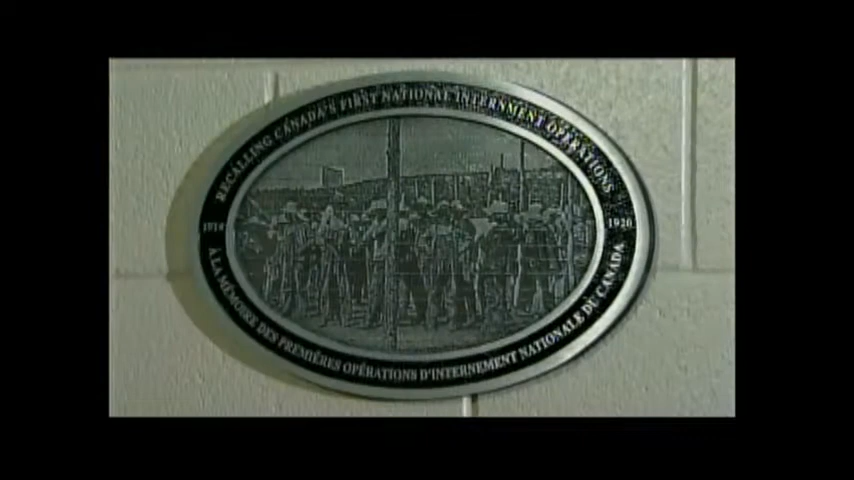 RECALLING CANADA'S FIRST NATIONAL INTERNMENT OPERATIONS
1914
1920
À LA MÉMOIRE DES PREMIÈRES OPÉRATIONS D'INTERNEMENT NATIONALE DU CANADA